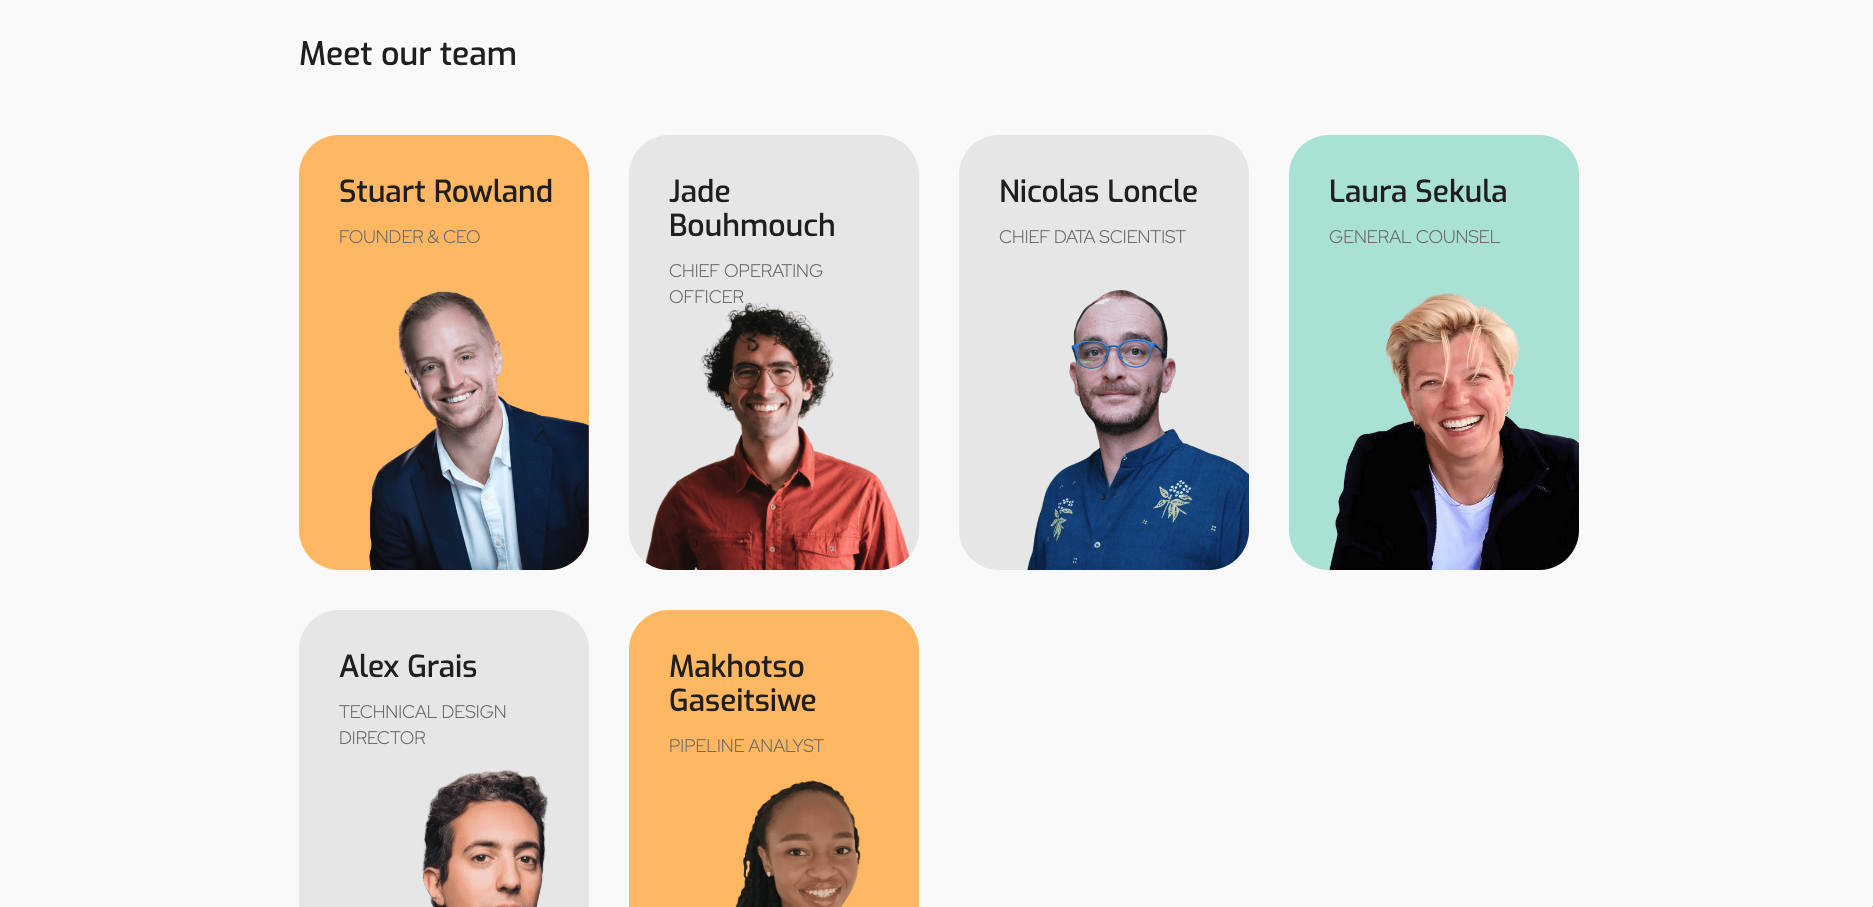 Meet our team
Stuart Rowland
FOUNDER & CEO
Jade
Bouhmouch
CHIEF OPERATING
OFFICER
Nicolas Loncle
CHIEF DATA SCIENTIST
Laura Sekula
GENERAL COUNSEL
Alex Grais
TECHNICAL DESIGN
DIRECTOR
Makhotso
Gaseitsiwe
PIPELINE ANALYST